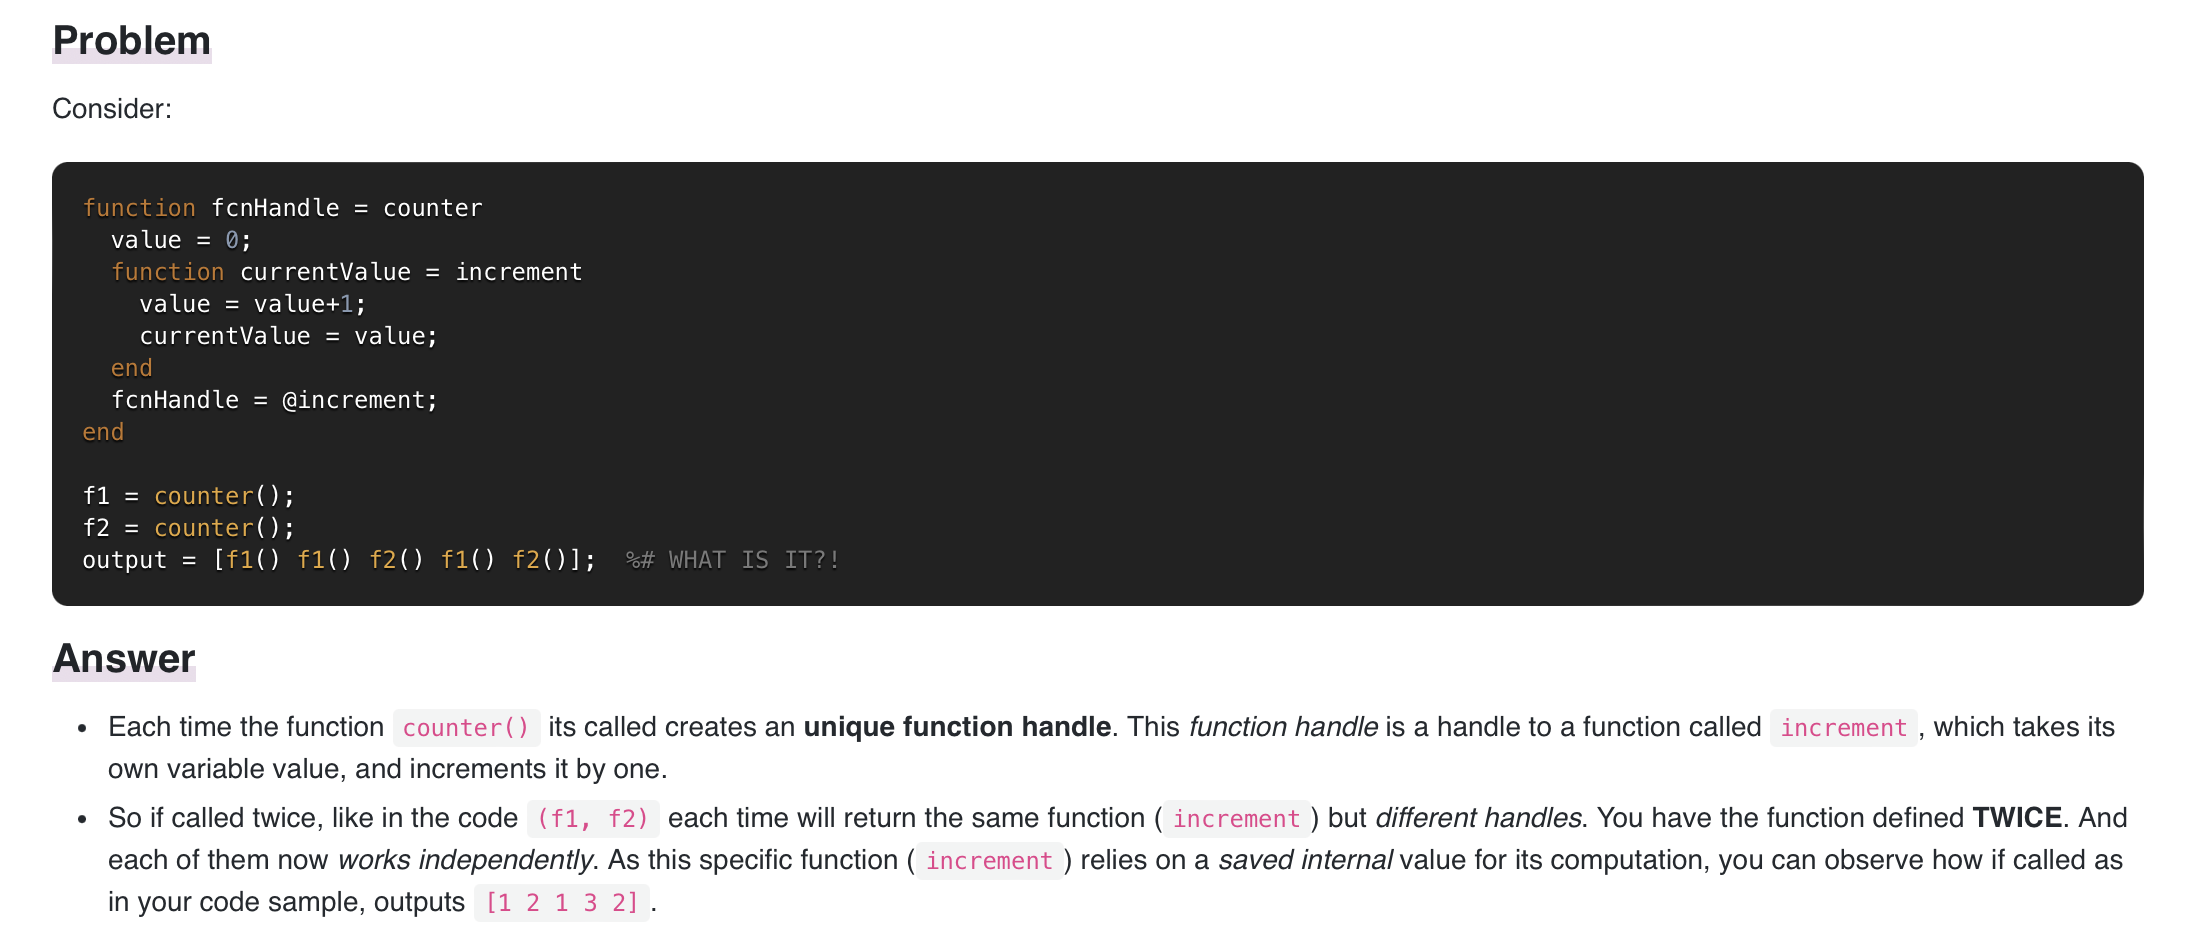 Problem
Consider:
function fcnHandle = counter
  value = 0;
  function currentValue = increment
    value = value+1;
    currentValue = value;
  end
  fcnHandle = @increment;
end

f1 = counter();
f2 = counter();
output = [f1() f1() f2() f1() f2()];  %# WHAT IS IT?!
Answer
• Each time the function counter() its called creates an unique function handle. This function handle is a handle to a function called increment, which takes its
own variable value, and increments it by one.
• So if called twice, like in the code (f1, f2) each time will return the same function (increment) but different handles. You have the function defined TWICE. And
each of them now works independently. As this specific function (increment) relies on a saved internal value for its computation, you can observe how if called as
in your code sample, outputs [1 2 1 3 2].